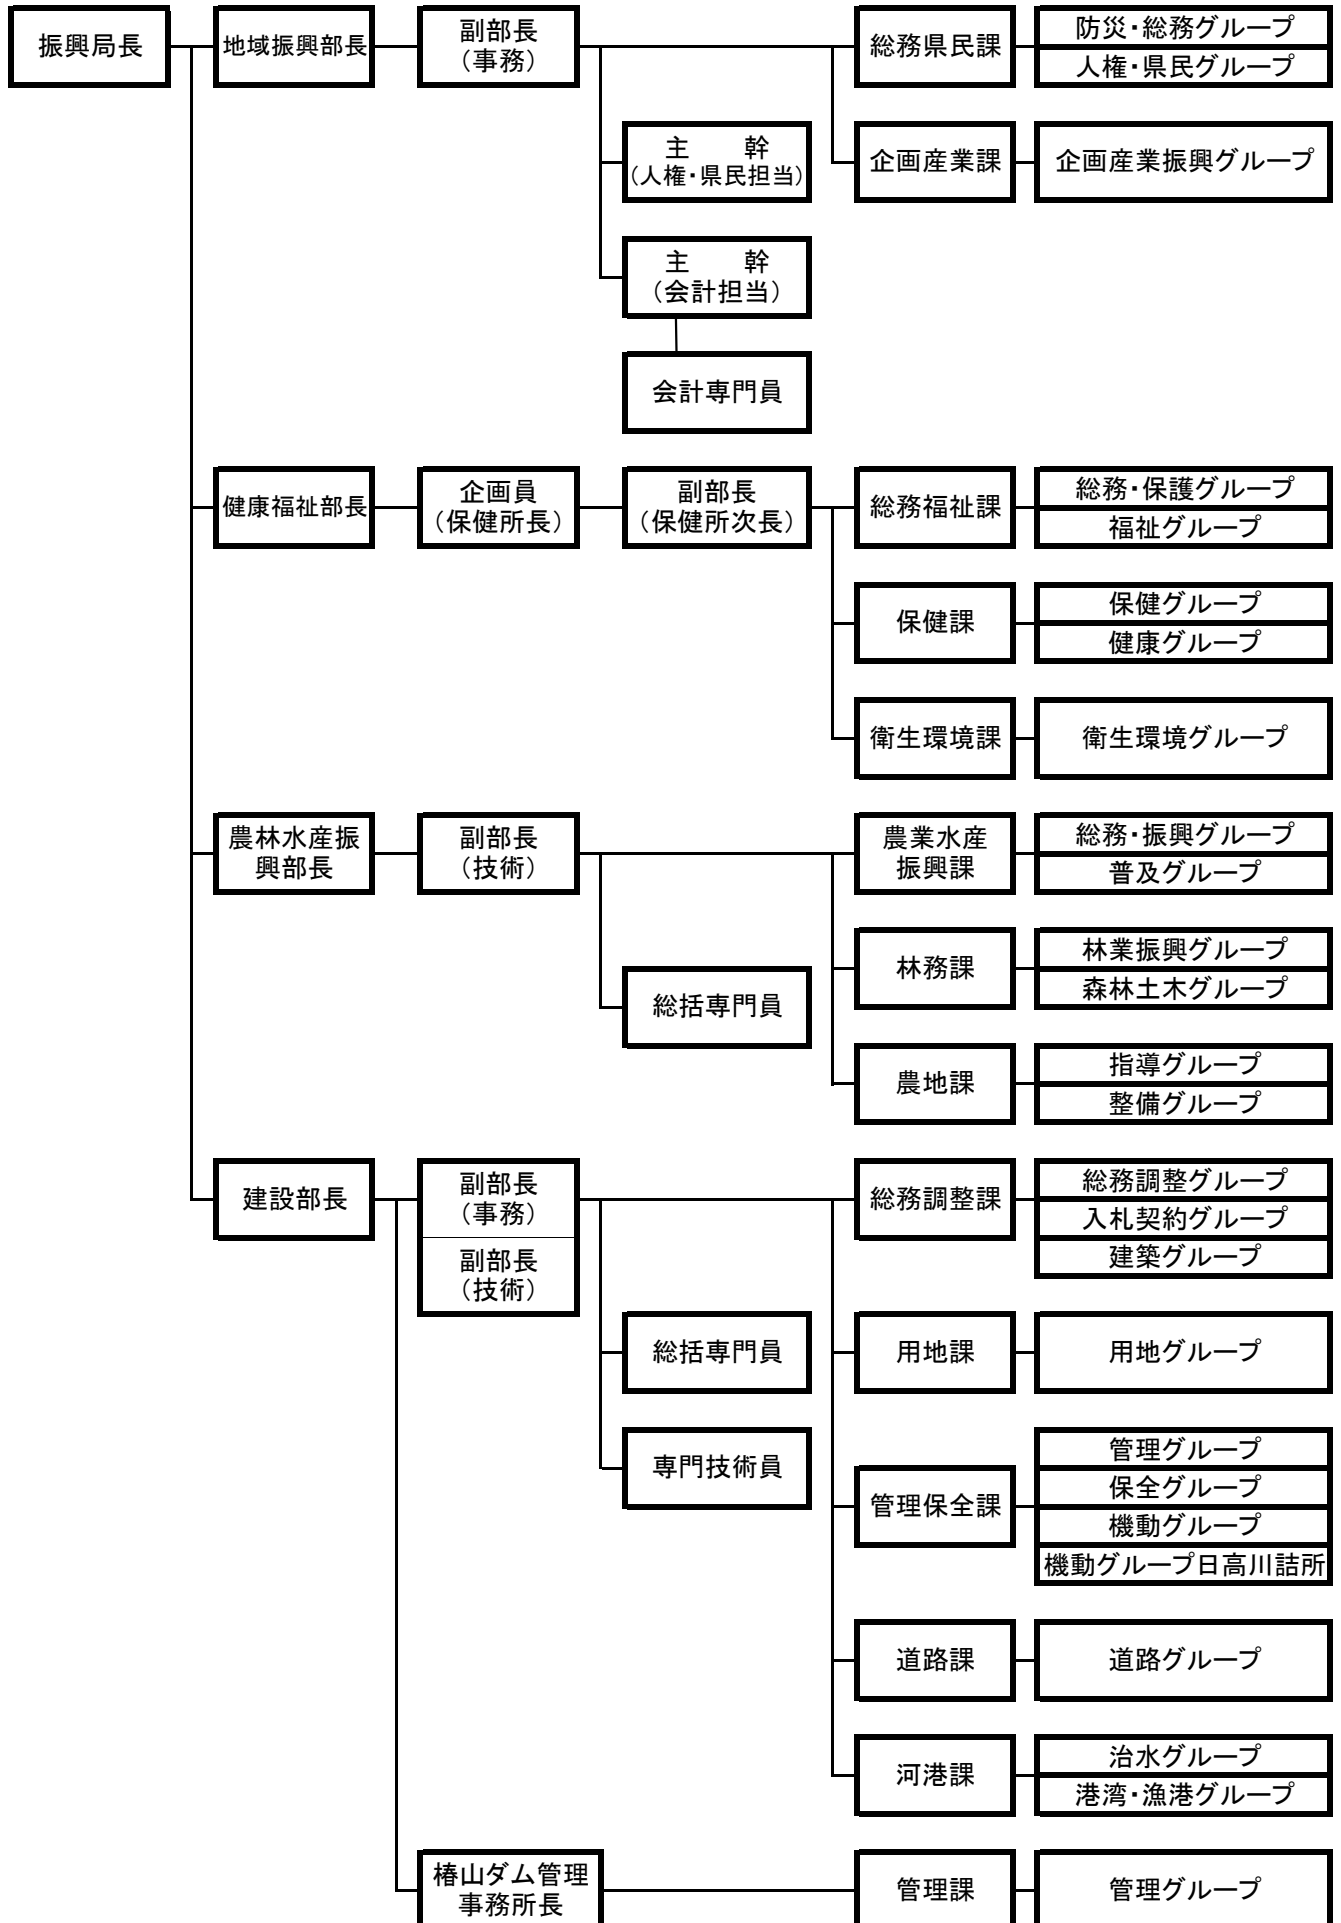 振興局長
地域振興部長
副部長
（事務）
総務県民課
防災・総務グループ
人権・県民グループ
主　　幹
（人権・県民担当）
企画産業課
企画産業振興グループ
主　　幹
（会計担当）
会計専門員
健康福祉部長
企画員
（保健所長）
副部長
（保健所次長）
総務福祉課
総務・保護グループ
福祉グループ
保健課
保健グループ
健康グループ
衛生環境課
衛生環境グループ
農林水産振
興部長
副部長
（技術）
農業水産
振興課
総務・振興グループ
普及グループ
総括専門員
林務課
林業振興グループ
森林土木グループ
農地課
指導グループ
整備グループ
建設部長
副部長
（事務）
副部長
（技術）
総務調整課
総務調整グループ
入札契約グループ
建築グループ
総括専門員
用地課
用地グループ
専門技術員
管理保全課
管理グループ
保全グループ
機動グループ
機動グループ日高川詰所
道路課
道路グループ
河港課
治水グループ
港湾・漁港グループ
椿山ダム管理
事務所長
管理課
管理グループ